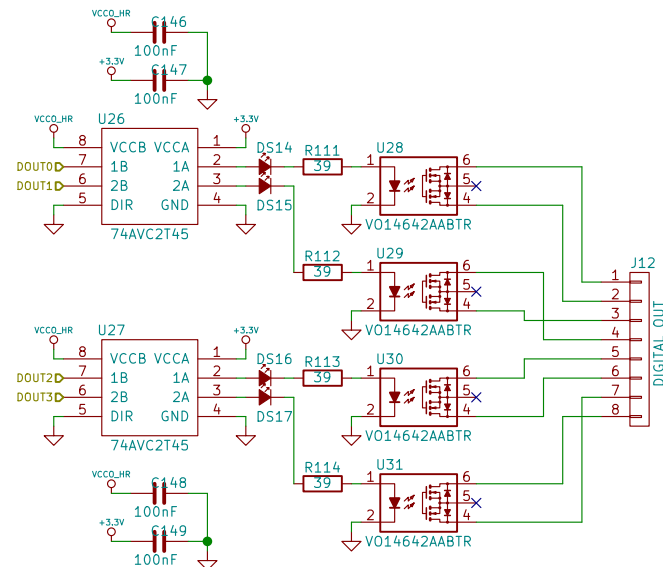 VCCO_HR
C146
100nF
+3.3V
C147
100nF
VCCO_HR
U26
+3.3V
8 VCCB VCCA 1
DOUT0 7 1B 1A 2
DOUT1 6 2B 2A 3
5 DIR GND 4
74AVC2T45
DS14
DS15
R111
39
U28
1 6
5
2 4
VO14642AABTR
R112
39
U29
1 6
5
2 4
VO14642AABTR
J12
1
2
3
4
5
6
7
8
DIGITAL OUT
VCCO_HR
U27
+3.3V
8 VCCB VCCA 1
DOUT2 7 1B 1A 2
DOUT3 6 2B 2A 3
5 DIR GND 4
74AVC2T45
DS16
DS17
R113
39
U30
1 6
5
2 4
VO14642AABTR
R114
39
U31
1 6
5
2 4
VO14642AABTR
VCCO_HR
C148
100nF
+3.3V
C149
100nF